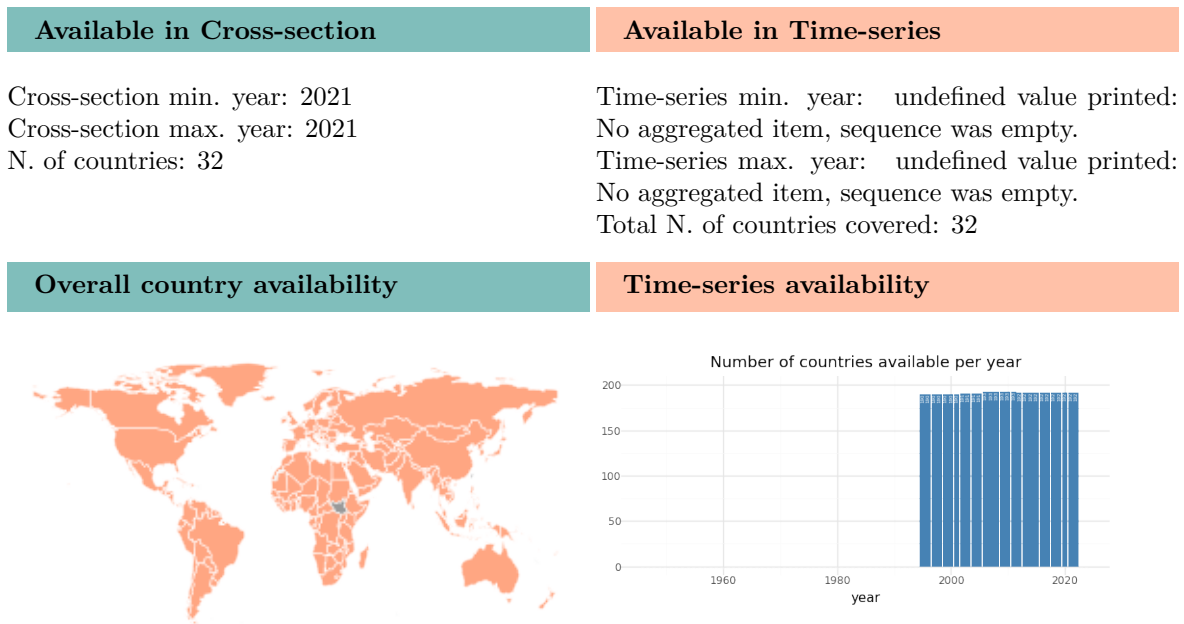 Available in Cross-section
Available in Time-series
Cross-section min. year: 2021
Cross-section max. year: 2021
N. of countries: 32
Time-series min. year: undefined value printed:
No aggregated item, sequence was empty.
Time-series max. year: undefined value printed:
No aggregated item, sequence was empty.
Total N. of countries covered: 32
Overall country availability
Time-series availability
Number of countries available per year
200
150
100
50
0
1960
1980
2000
2020
year